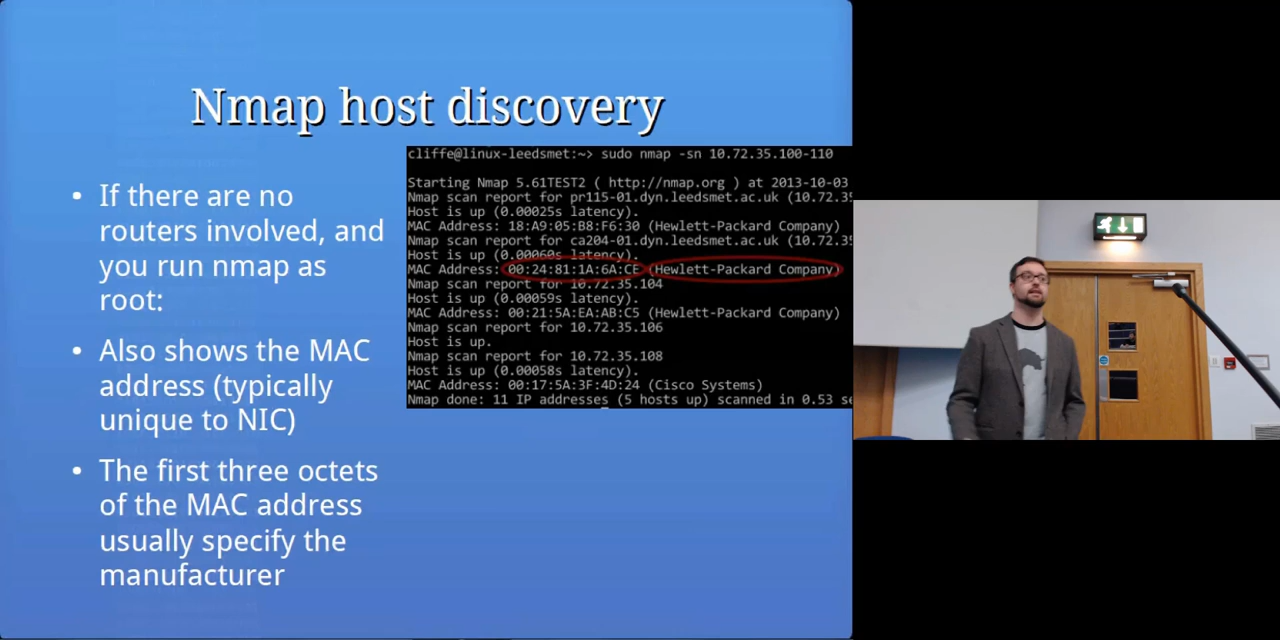 Nmap host discovery
• If there are no
routers involved, and
you run nmap as
root:
• Also shows the MAC
address (typically
unique to NIC)
• The first three octets
of the MAC address
usually specify the
manufacturer
cliffe@linux-leedsmet:~> sudo nmap -sn 10.72.35.100-110
Starting Nmap 5.61TEST2 ( http://nmap.org ) at 2013-10-03
Nmap scan report for pr115-01.dyn.leedsmet.ac.uk (10.72.35
Host is up (0.00025s latency).
MAC Address: 18:A9:05:B8:F6:30 (Hewlett-Packard Company)
Nmap scan report for ca204-01.dyn.leedsmet.ac.uk (10.72.35
Host is up (0.00060s latency).
MAC Address: 00:24:81:1A:6A:CE (Hewlett-Packard Company)
Nmap scan report for 10.72.35.104
Host is up (0.00059s latency).
MAC Address: 00:21:5A:EA:AB:C5 (Hewlett-Packard Company)
Nmap scan report for 10.72.35.106
Host is up.
Nmap scan report for 10.72.35.108
Host is up (0.00058s latency).
MAC Address: 00:17:5A:3F:4D:24 (Cisco Systems)
Nmap done: 11 IP addresses (5 hosts up) scanned in 0.53 se